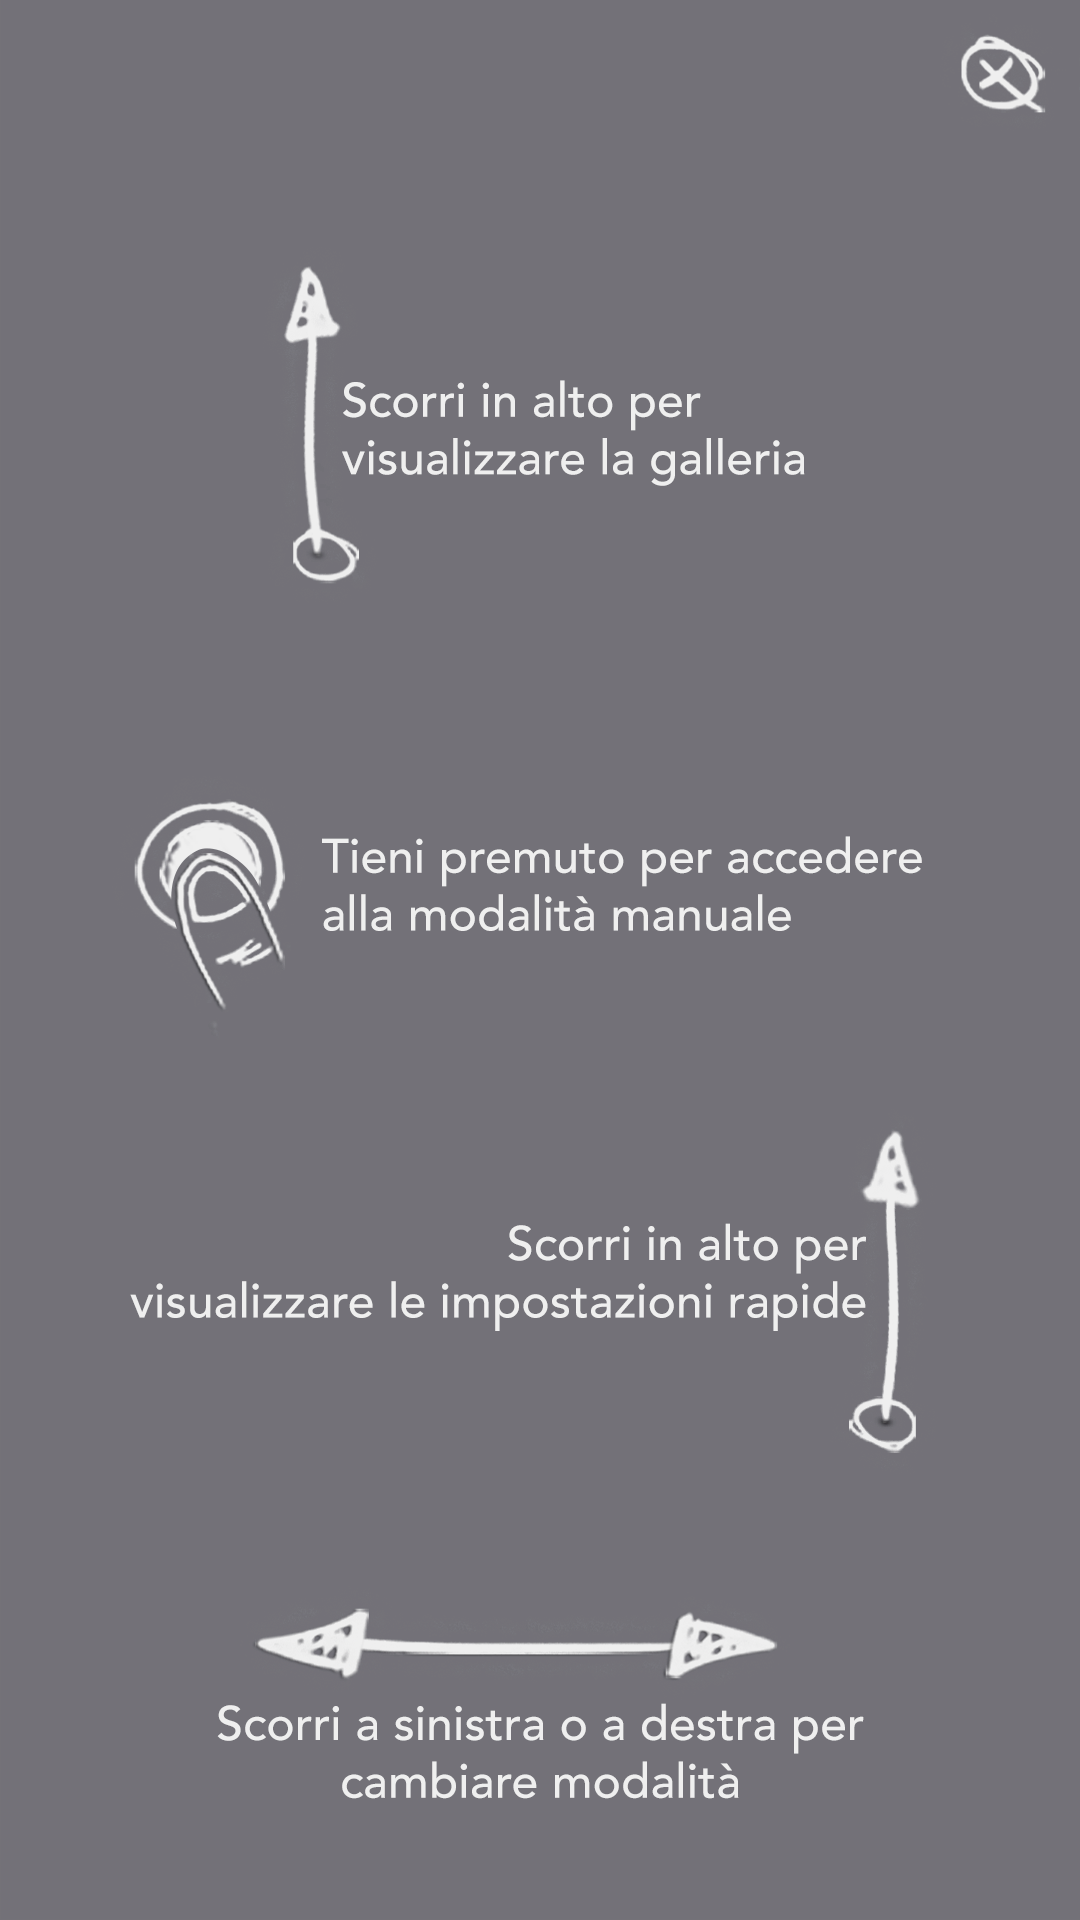 Scorri in alto per
visualizzare la galleria
Tieni premuto per accedere
alla modalità manuale
Scorri in alto per
visualizzare le impostazioni rapide
Scorri a sinistra o a destra per
cambiare modalità